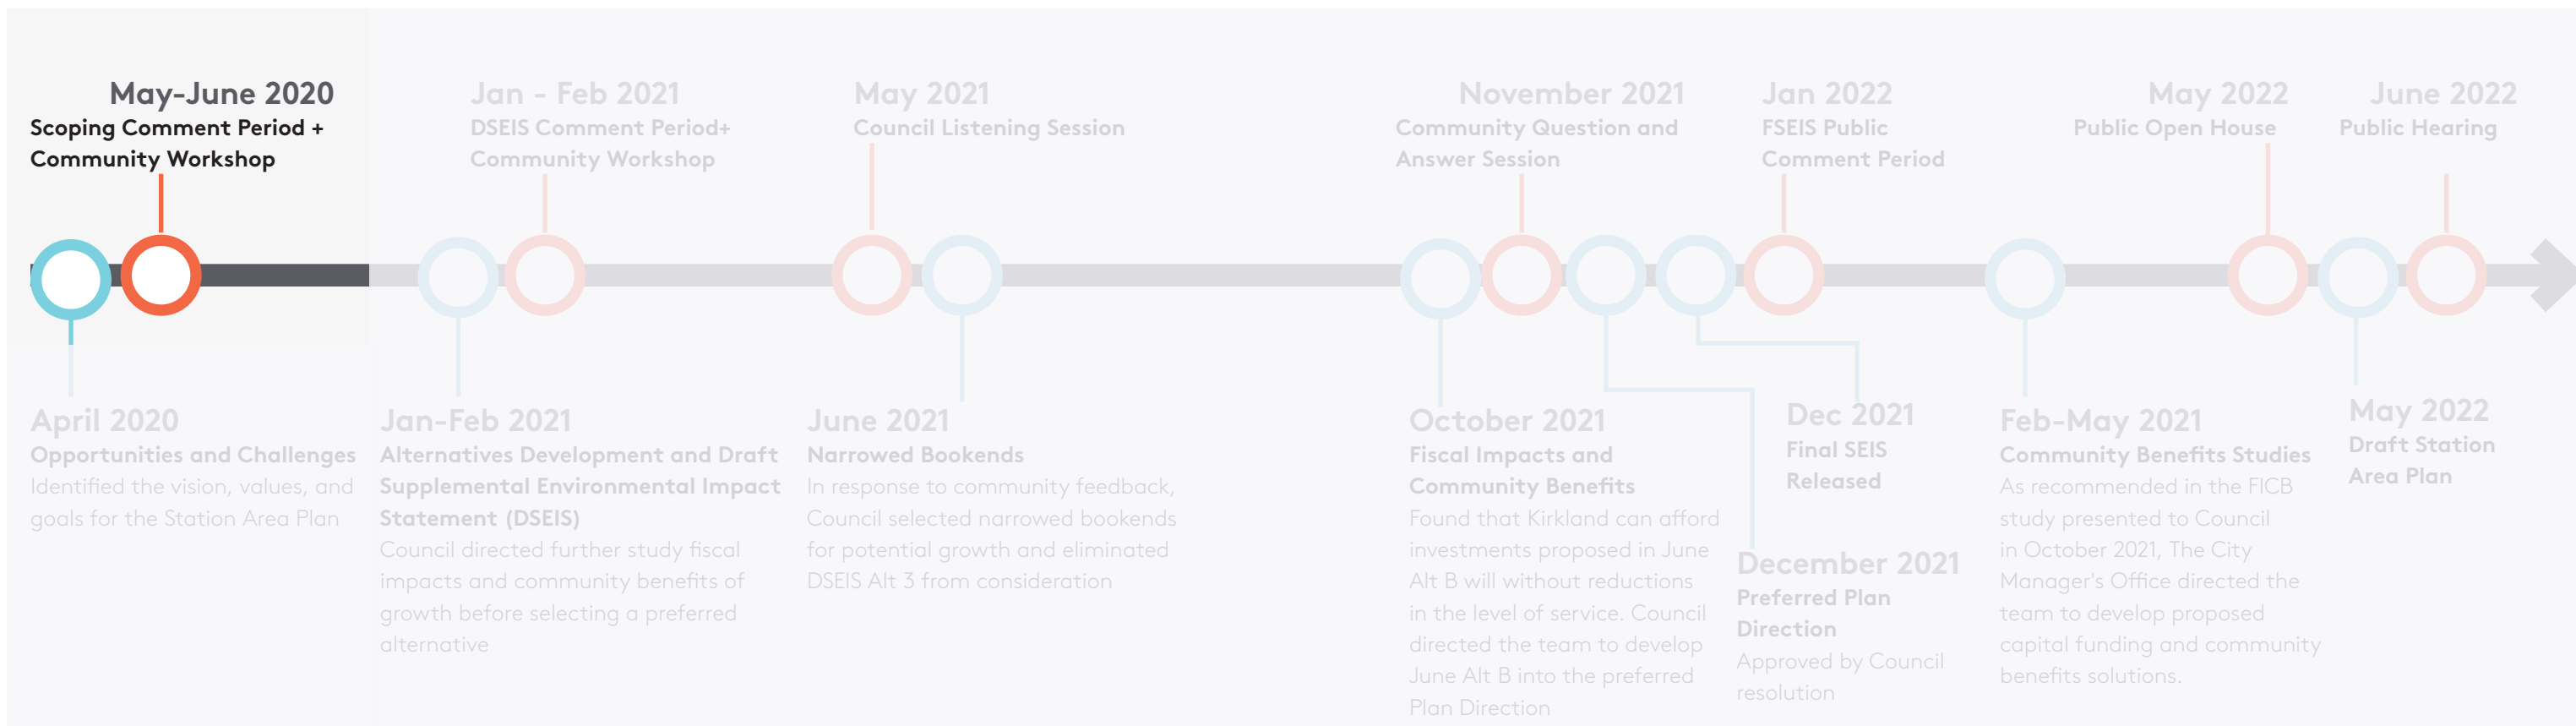 May-June 2020
Scoping Comment Period +
Community Workshop
Jan - Feb 2021
DSEIS Comment Period+
Community Workshop
May 2021
Council Listening Session
November 2021
Community Question and
Answer Session
Jan 2022
FSEIS Public
Comment Period
May 2022
Public Open House
June 2022
Public Hearing
April 2020
Opportunities and Challenges
Identified the vision, values, and
goals for the Station Area Plan
Jan-Feb 2021
Alternatives Development and Draft
Supplemental Environmental Impact
Statement (DSEIS)
Council directed further study fiscal
impacts and community benefits of
growth before selecting a preferred
alternative
June 2021
Narrowed Bookends
In response to community feedback,
Council selected narrowed bookends
for potential growth and eliminated
DSEIS Alt 3 from consideration
October 2021
Fiscal Impacts and
Community Benefits
Found that Kirkland can afford
investments proposed in June
Alt B will without reductions
in the level of service. Council
directed the team to develop
June Alt B into the preferred
Plan Direction
Dec 2021
Final SEIS
Released
December 2021
Preferred Plan
Direction
Approved by Council
resolution
Feb-May 2021
Community Benefits Studies
As recommended in the FICB
study presented to Council
in October 2021, The City
Manager's Office directed the
team to develop proposed
capital funding and community
benefits solutions.
May 2022
Draft Station
Area Plan